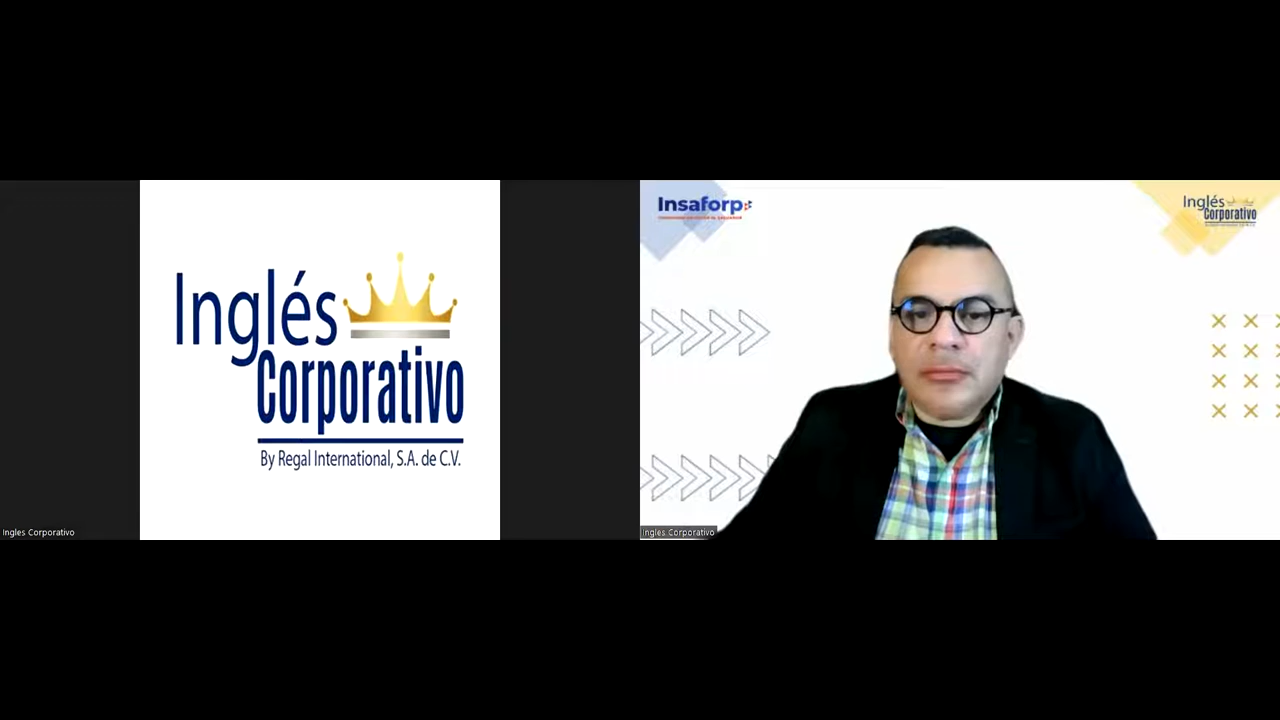 Inglés
Corporativo
By Regal International, S.A. de C.V.
Ingles Corporativo
Insaforp
Inglés
Corporativo
Ingles Corporativo